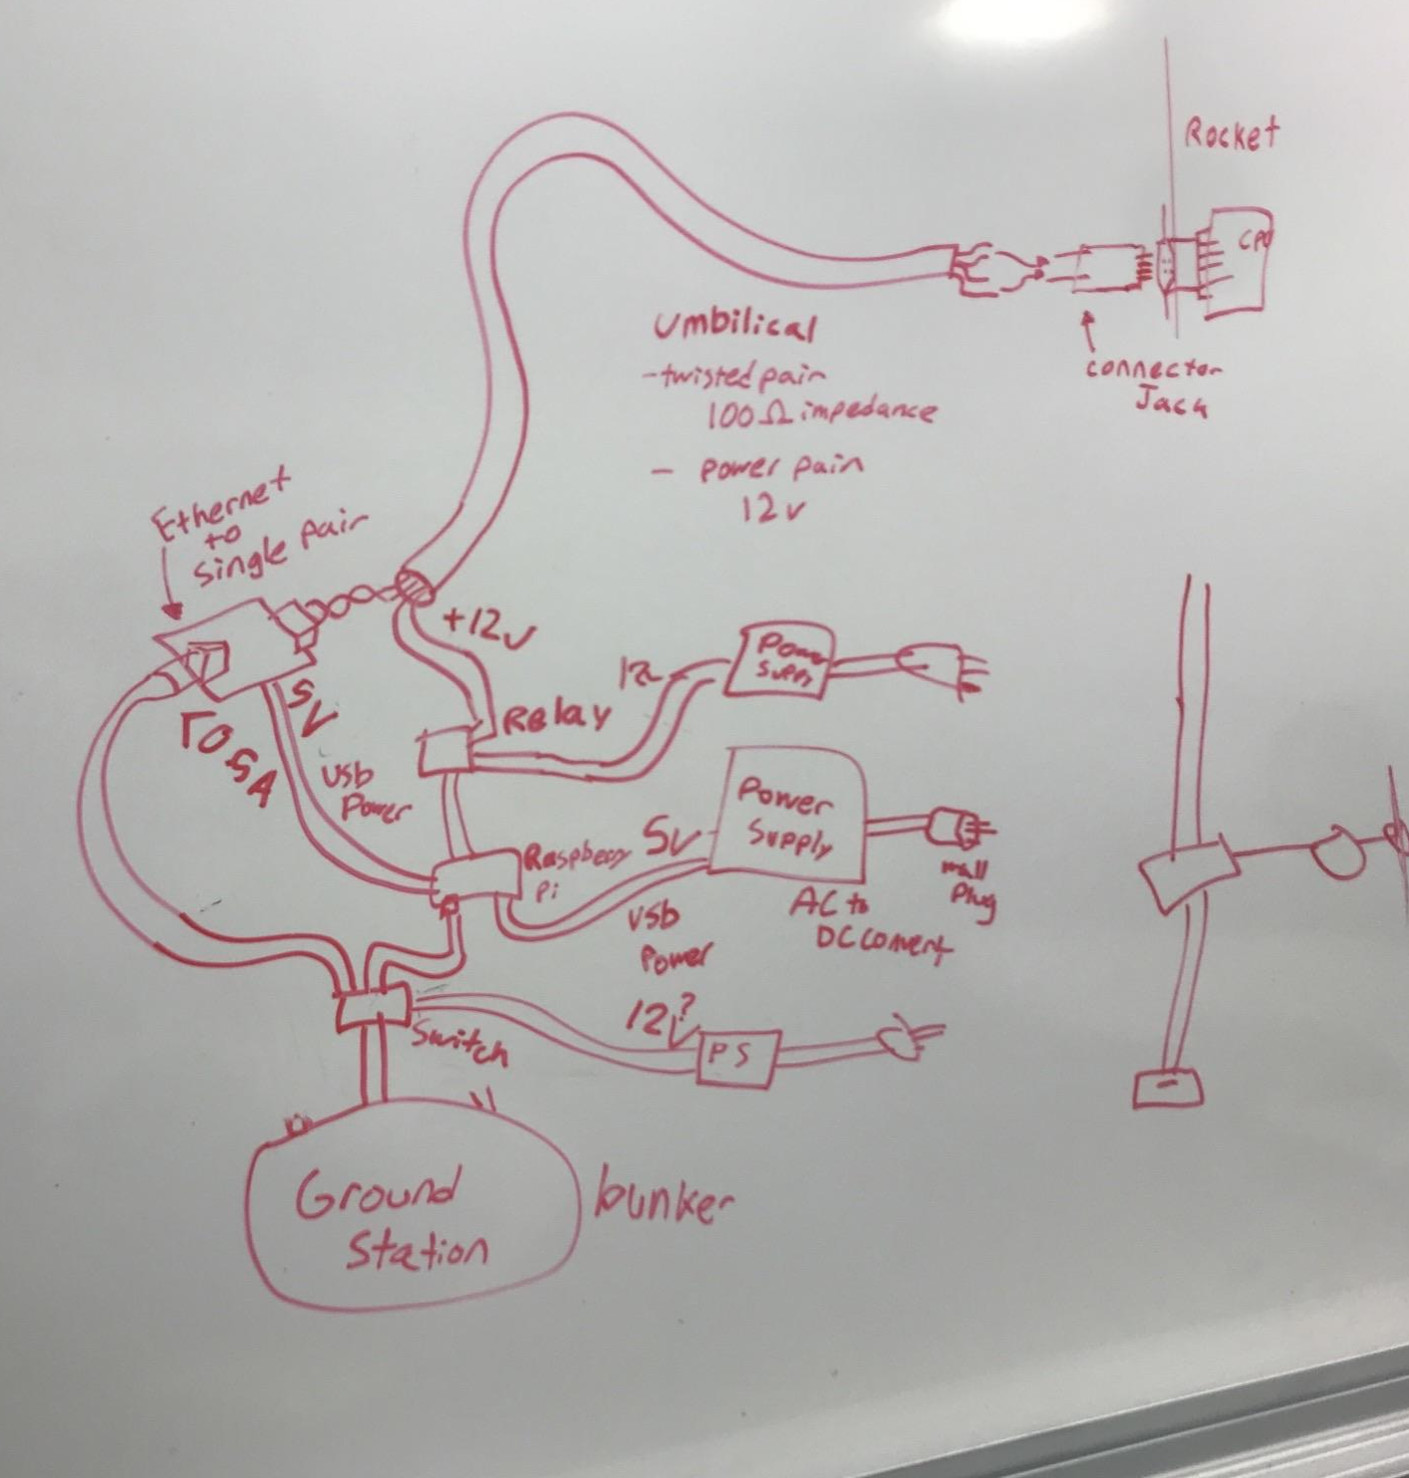 Rocket
CPU
Umbilical
-twisted pair
100Ω impedance
- power pair
12v
connector
Jack
Ethernet
to
single pair
+12v
12
Power
Supply
Relay
5V
TOSA
USB
Power
Power
Supply
5V
Raspberry
Pi
wall
Plug
AC to
DC convert
USB
Power
12V?
PS
Switch
Ground
Station
bunker